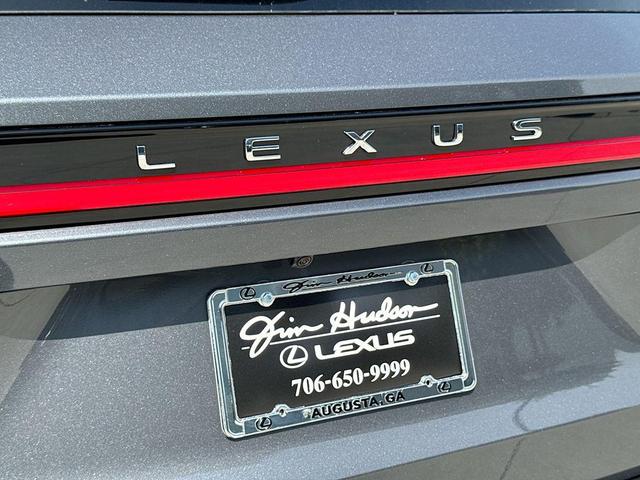 LEXUS
Jim Hudson
Jim Hudson
LEXUS
706-650-9999
AUGUSTA, GA